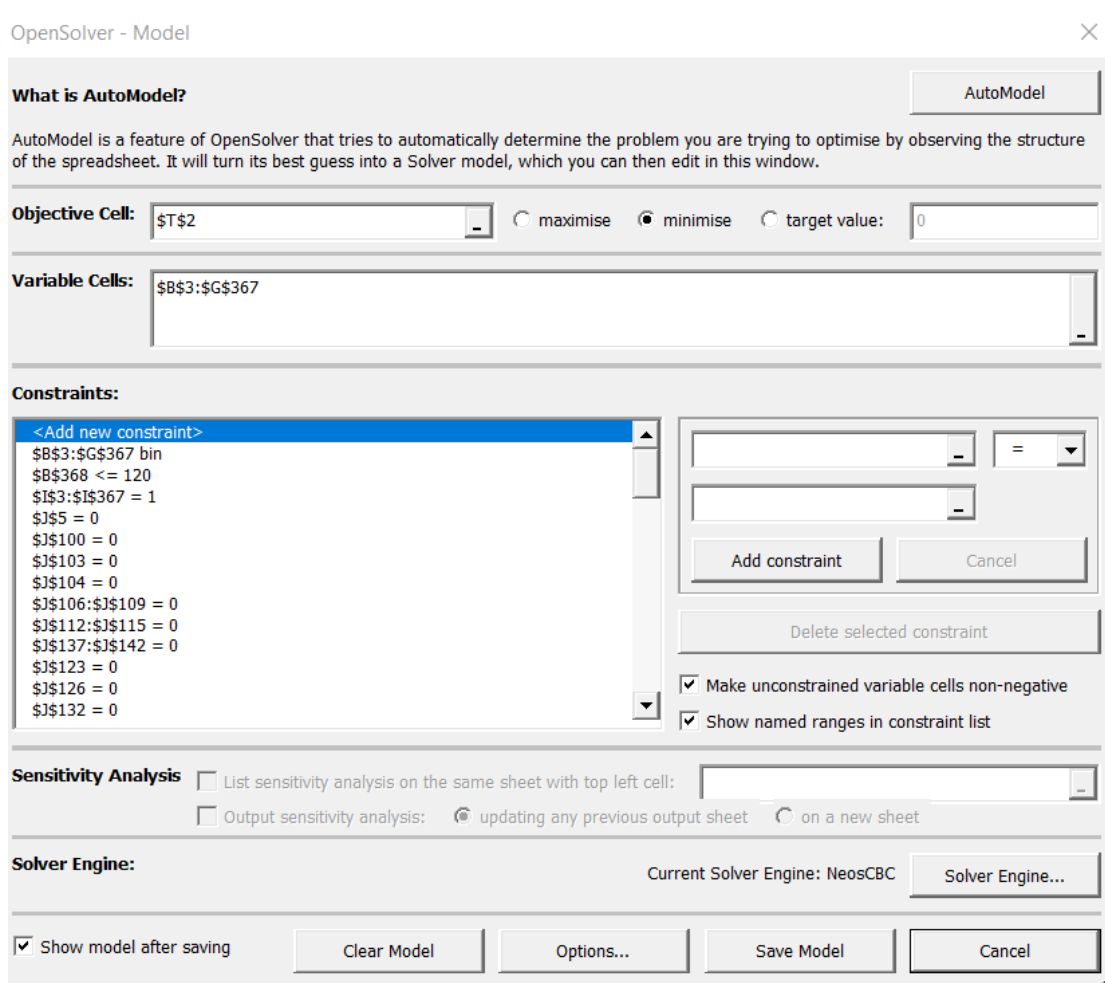 OpenSolver - Model
What is AutoModel?
AutoModel
AutoModel is a feature of OpenSolver that tries to automatically determine the problem you are trying to optimise by observing the structure
of the spreadsheet. It will turn its best guess into a Solver model, which you can then edit in this window.
Objective Cell: $T$2 _ maximise minimise target value: 0
Variable Cells: $B$3:$G$367
_
Constraints:
<Add new constraint>
$B$3:$G$367 bin
$B$368 <= 120
$I$3:$I$367 = 1
$J$5 = 0
$J$100 = 0
$J$103 = 0
$J$104 = 0
$J$106:$J$109 = 0
$J$112:$J$115 = 0
$J$137:$J$142 = 0
$J$123 = 0
$J$126 = 0
$J$132 = 0
_ =
_
Add constraint Cancel
Delete selected constraint
Make unconstrained variable cells non-negative
Show named ranges in constraint list
Sensitivity Analysis List sensitivity analysis on the same sheet with top left cell: _
Output sensitivity analysis: updating any previous output sheet on a new sheet
Solver Engine:
Current Solver Engine: NeosCBC Solver Engine...
Show model after saving Clear Model Options... Save Model Cancel